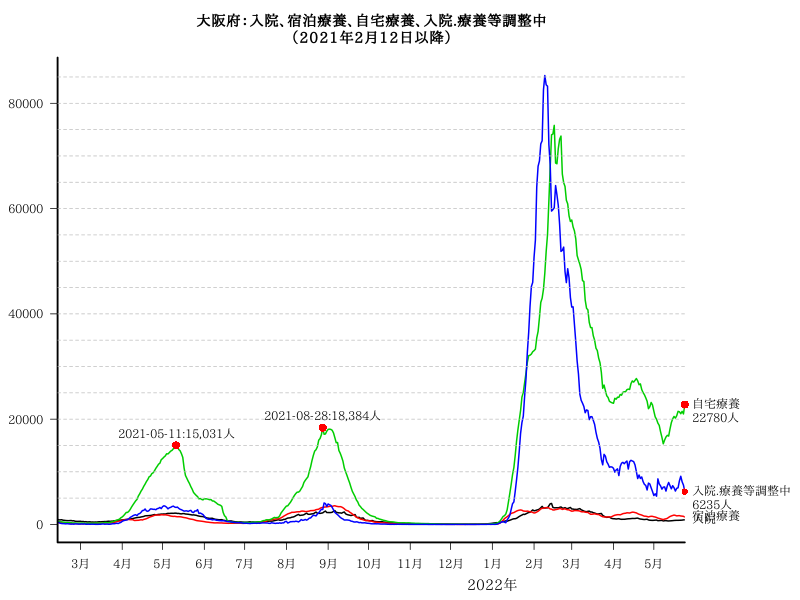 大阪府：入院、宿泊療養、自宅療養、入院.療養等調整中
（2021年2月12日以降）
80000
60000
40000
20000
0
2021-05-11:15,031人
2021-08-28:18,384人
自宅療養
22780人
入院.療養等調整中
6235人
宿泊療養
入院
3月 4月 5月 6月 7月 8月 9月 10月 11月 12月 1月 2月 3月 4月 5月
2022年